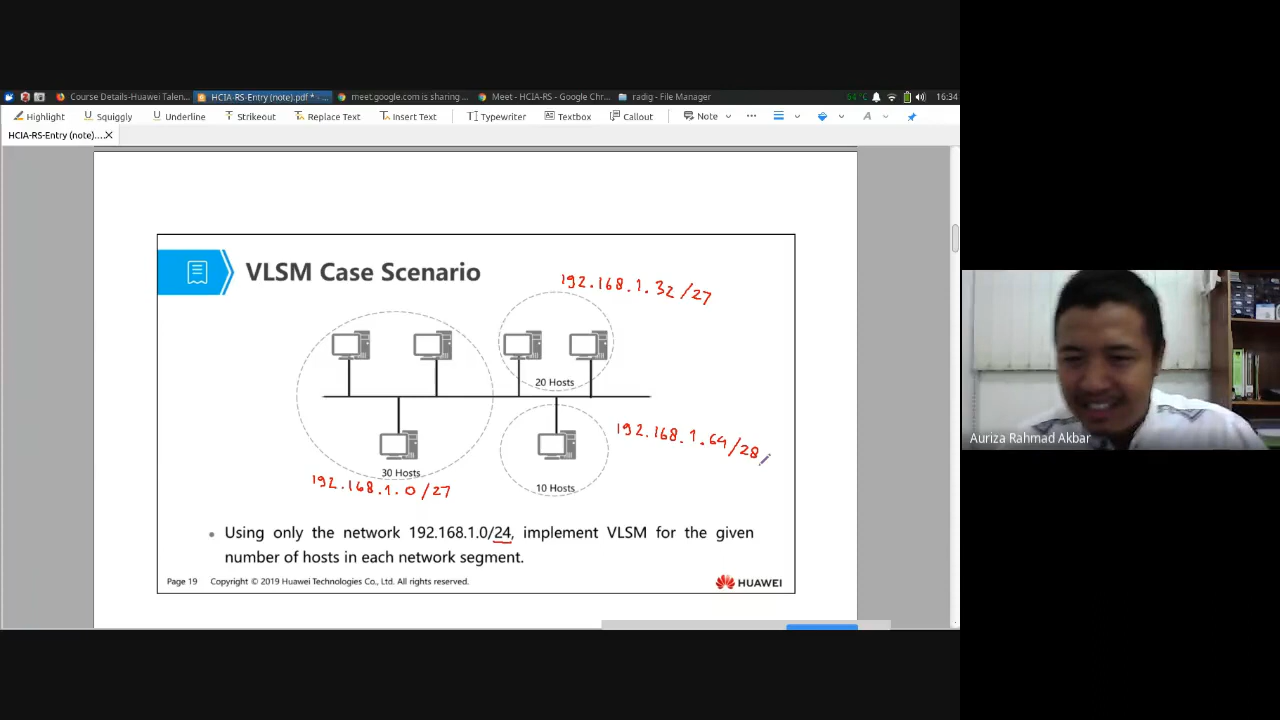 Course Details-Huawei Talen... HCIA-RS-Entry (note).pdf * -... meet.google.com is sharing ... Meet - HCIA-RS - Google Chr... radig - File Manager 64°C 16:34
Highlight Squiggly Underline Strikeout Replace Text Insert Text Typewriter Textbox Callout Note
HCIA-RS-Entry (note)....
VLSM Case Scenario
192.168.1.32/27
20 Hosts
192.168.1.64/28
30 Hosts
192.168.1.0/27
10 Hosts
Using only the network 192.168.1.0/24, implement VLSM for the given
number of hosts in each network segment.
Page 19 Copyright © 2019 Huawei Technologies Co., Ltd. All rights reserved.
HUAWEI
Auriza Rahmad Akbar